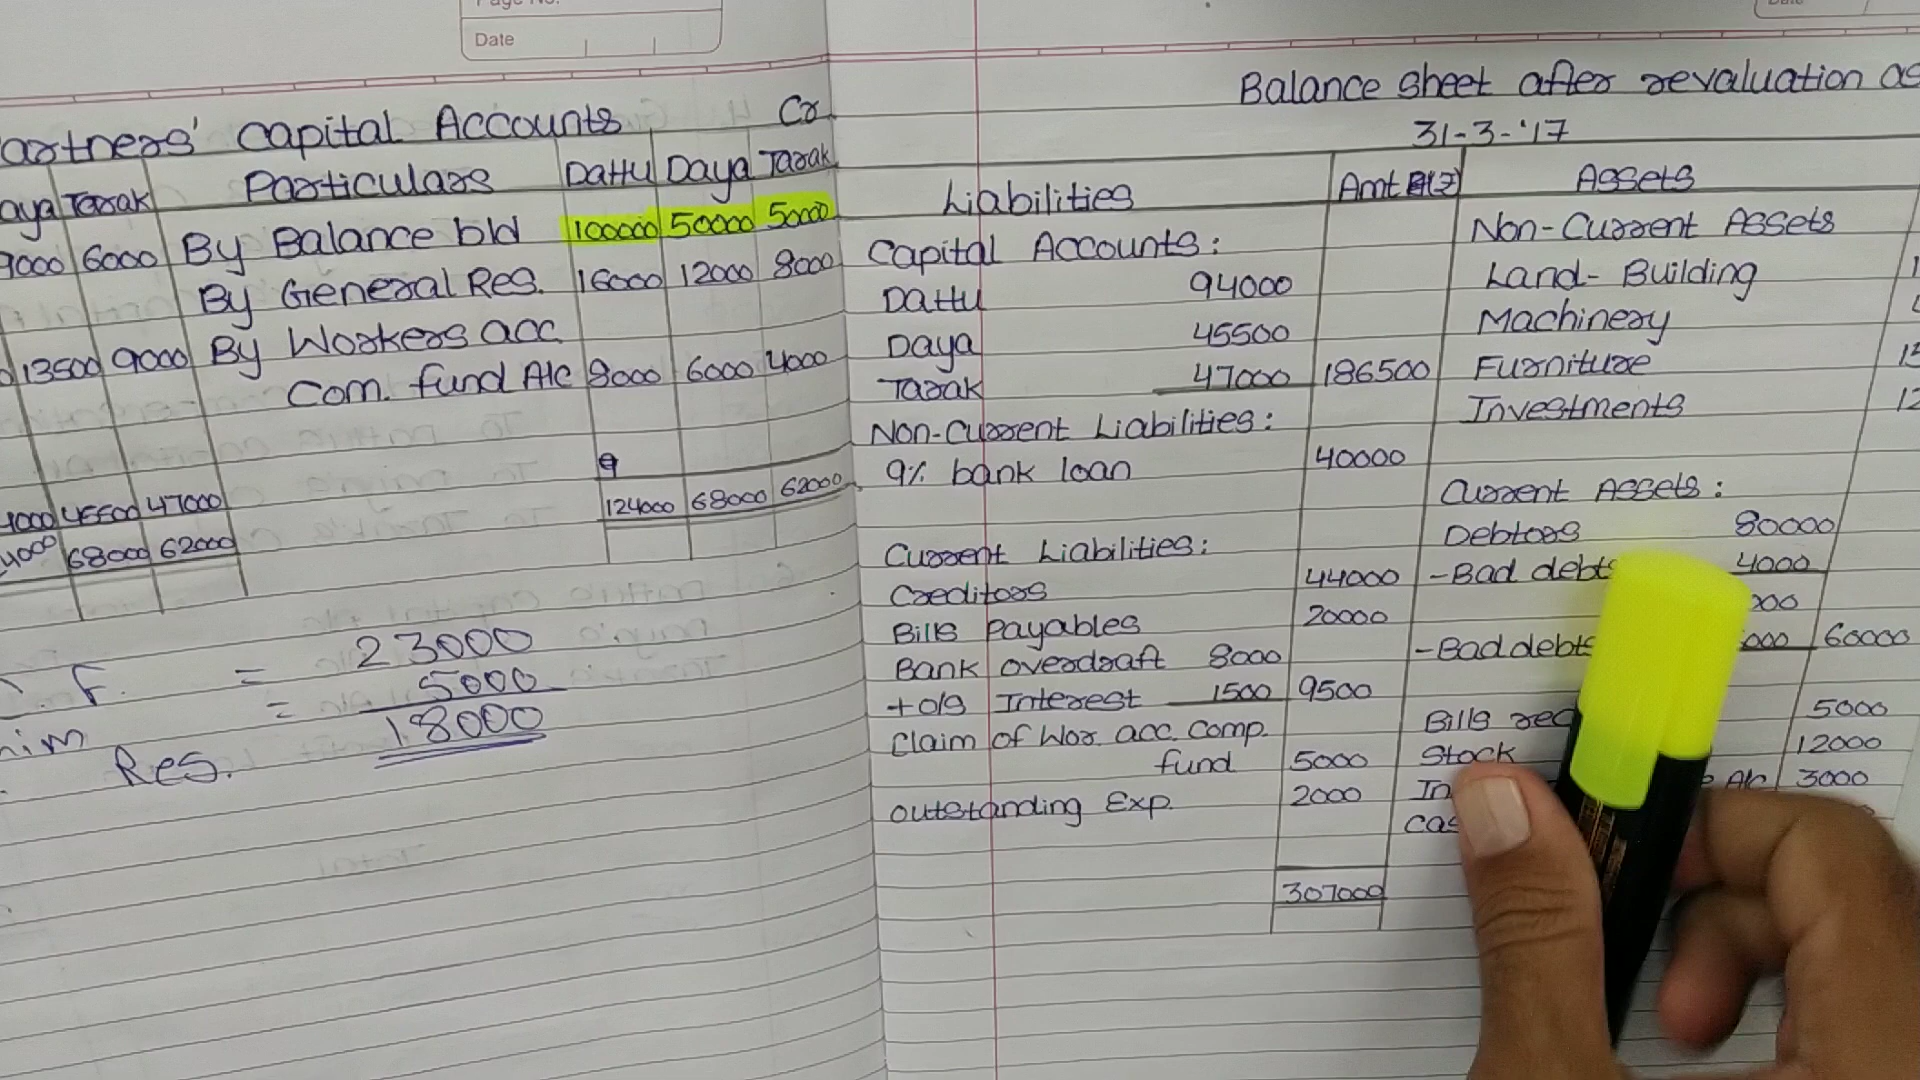 Date
artners' Capital Accounts Cr.
aya Tarak Particulars Dattu Daya Tarak
9000 6000 By Balance b/d 100000 50000 50000
By General Res. 16000 12000 8000
13500 9000 By Workers acc.
Com. fund A/c 8000 6000 4000
45500 47000
68000 62000
124000 68000 62000
F. = 23000
= 5000
Res. 18000
Date
Balance sheet after revaluation as
31-3-'17
Liabilities Amt Assets
Capital Accounts: Non-Current Assets
Dattu 94000 Land-Building
Daya 45500 Machinery
Tarak 47000 186500 Furniture
Non-Current Liabilities: Investments
9% bank loan 40000
Current Assets:
Current Liabilities: Debtors 80000
Creditors 44000 -Bad debts 4000
Bills Payables 20000
Bank overdraft 8000 -Bad debts 60000
+o/s Interest 1500 9500
Claim of Wor. acc. comp. Bills 5000
fund 5000 Stock 12000
Outstanding Exp. 2000 A/c 3000
307000